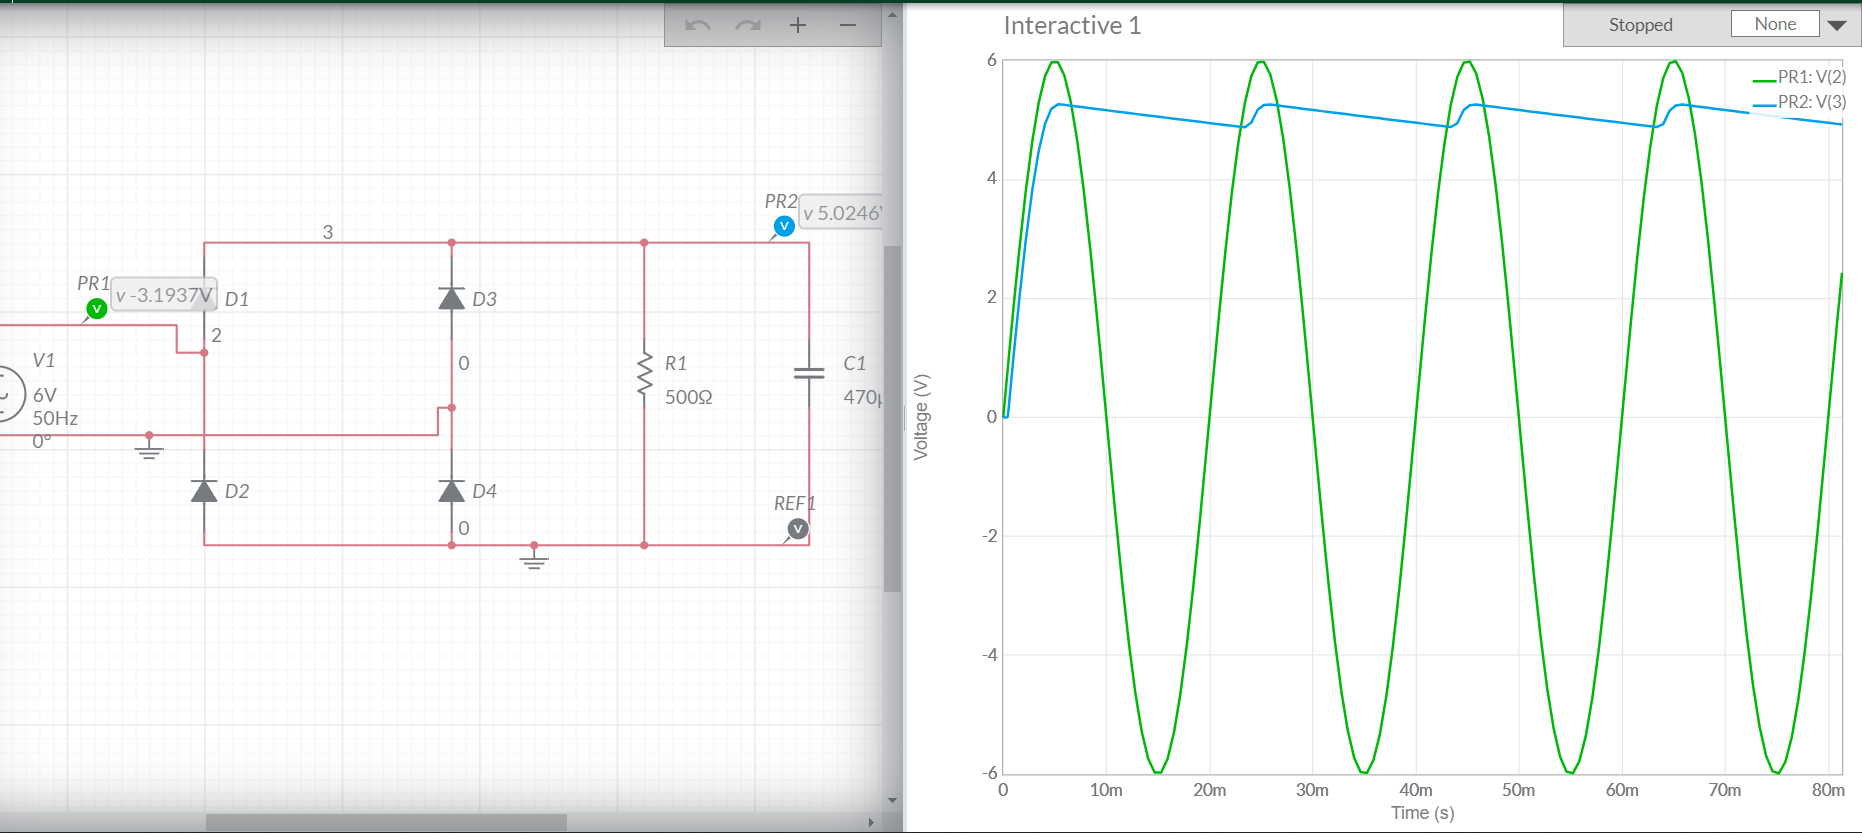 3
PR2
v 5.0246
PR1
v -3.1937V
D1
D3
2
V1
6V
50Hz
0°
0
R1
500Ω
C1
470
D2
D4
0
REF1
Interactive 1
Stopped
None
PR1: V(2)
PR2: V(3)
Voltage (V)
6
4
2
0
-2
-4
-6
0
10m
20m
30m
40m
50m
60m
70m
80m
Time (s)